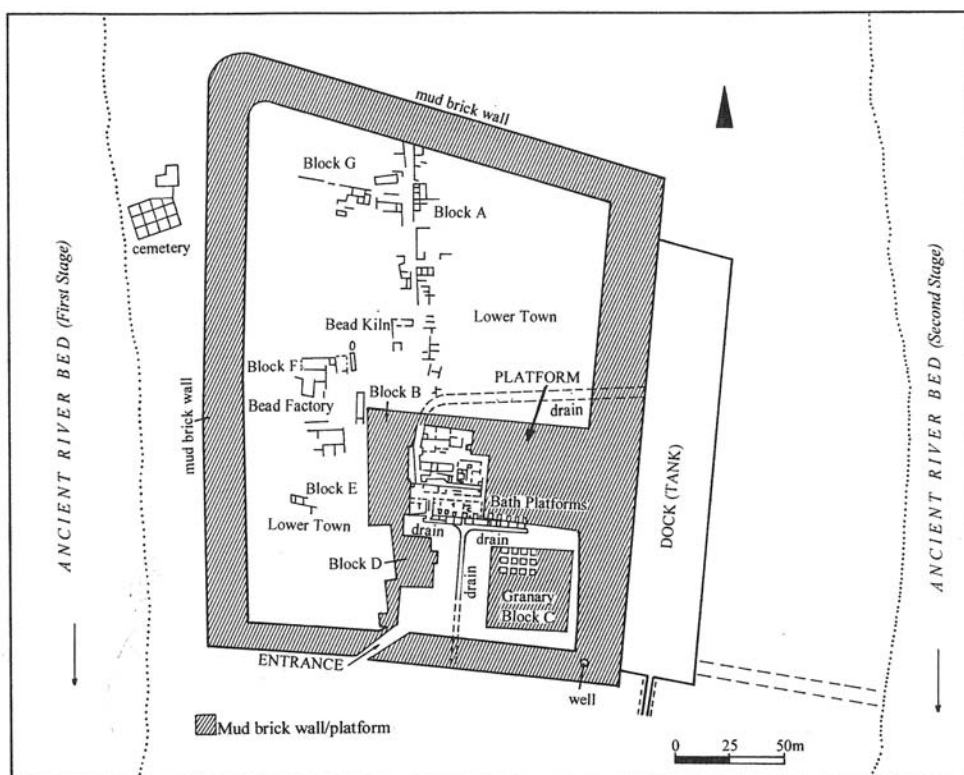 mud brick wall
Block G
Block A
cemetery
Lower Town
Bead Kiln
Block F
PLATFORM
Block B
drain
Bead Factory
mud brick wall
Bath Platforms
Block E
Lower Town
drain
drain
Block D
drain
Granary
Block C
ENTRANCE
well
Mud brick wall/platform
0 25 50m
DOCK (TANK)
ANCIENT RIVER BED (First Stage)
ANCIENT RIVER BED (Second Stage)